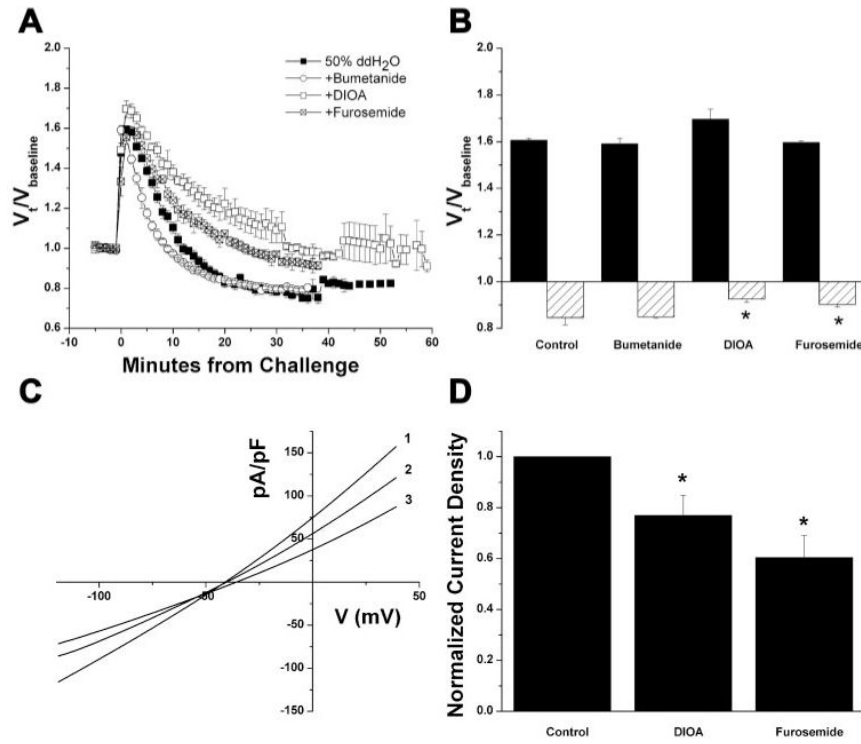 A
V_t/V_baseline
2.0
1.8
1.6
1.4
1.2
1.0
0.8
0.6
50% ddH₂O
+Bumetanide
+DIOA
+Furosemide
-10 0 10 20 30 40 50 60
Minutes from Challenge
B
V_t/V_baseline
2.0
1.8
1.6
1.4
1.2
1.0
0.8
* *
Control Bumetanide DIOA Furosemide
C
pA/pF
150
100
50
-50
-100
-150
1
2
3
-100 -50 50
V (mV)
D
Normalized Current Density
1.0
0.8
0.6
0.4
0.2
0.0
*
*
Control DIOA Furosemide